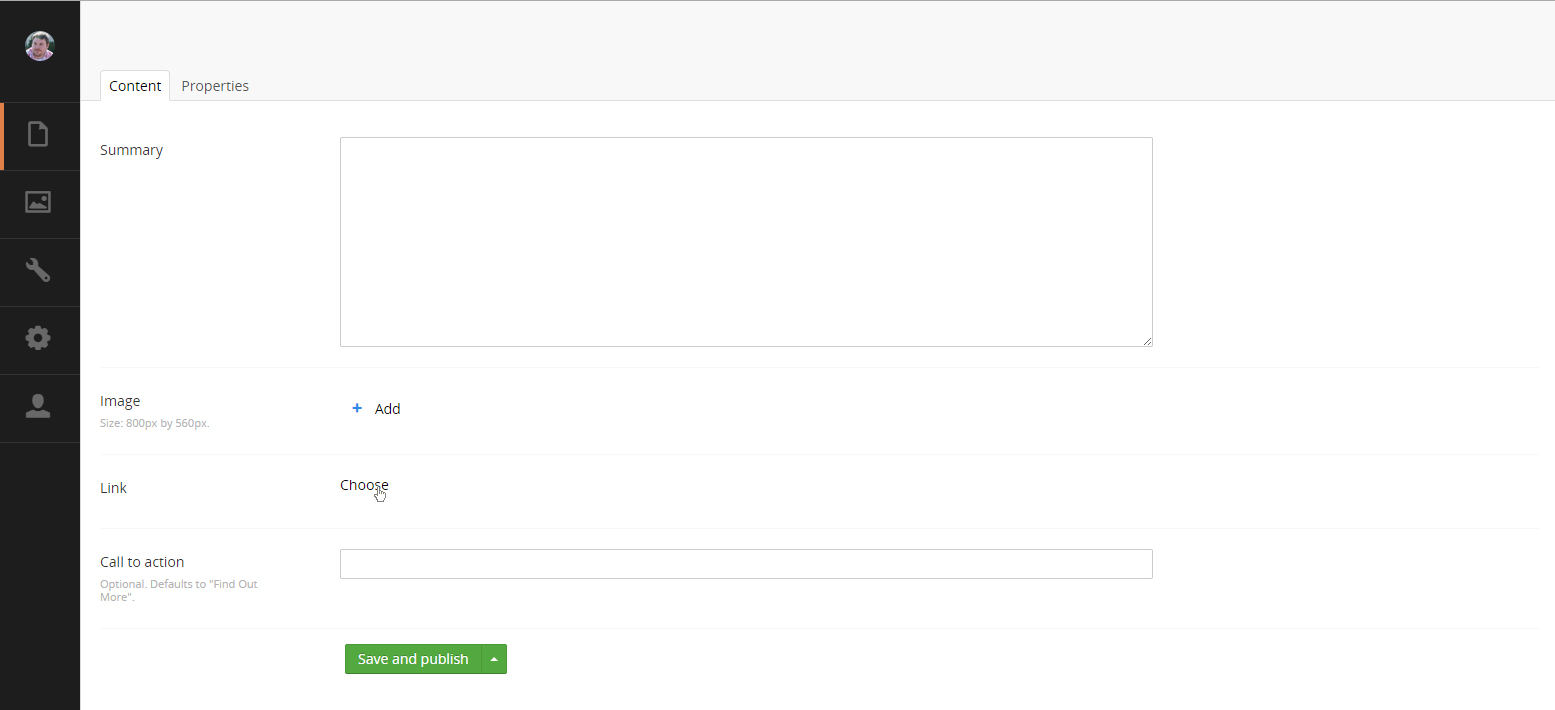 Content
Properties
Summary
Image
Size: 800px by 560px.
+ Add
Link
Choose
Call to action
Optional. Defaults to "Find Out
More".
Save and publish